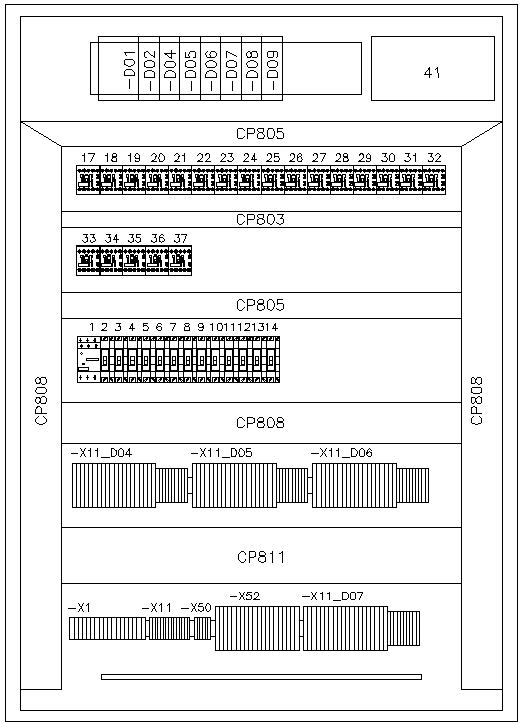 -D01 -D02 -D04 -D05 -D06 -D07 -D08 -D09
41
CP805
17 18 19 20 21 22 23 24 25 26 27 28 29 30 31 32
CP803
33 34 35 36 37
CP805
1 2 3 4 5 6 7 8 9 10 11 12 13 14
CP808
CP808
CP808
-X11_D04 -X11_D05 -X11_D06
CP811
-X1 -X11 -X50 -X52 -X11_D07